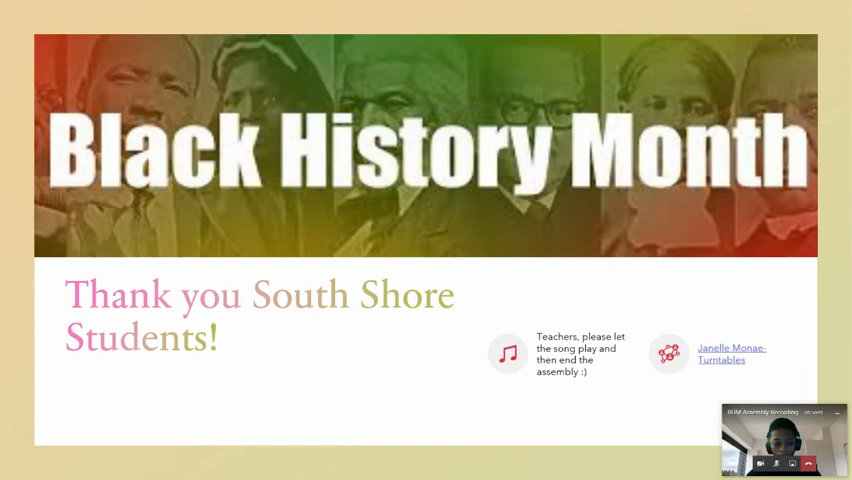 Black History Month
Thank you South Shore
Students!
Teachers, please let
the song play and
then end the
assembly :)
Janelle Monae-
Turntables
BHM Assembly Recording